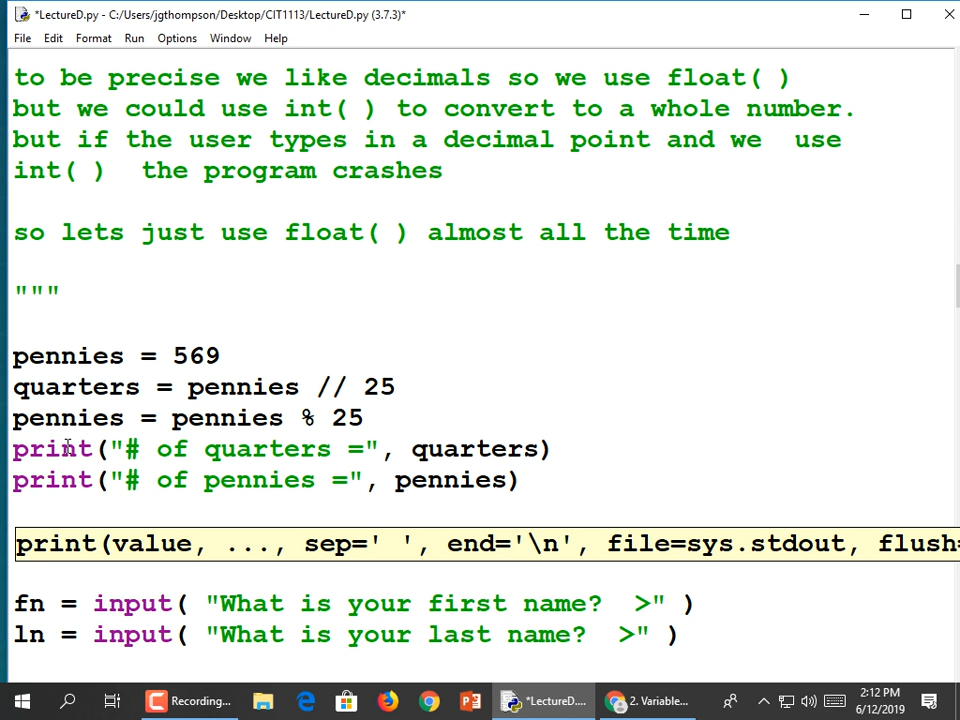 *LectureD.py - C:/Users/jgthompson/Desktop/CIT1113/LectureD.py (3.7.3)*
File Edit Format Run Options Window Help
to be precise we like decimals so we use float( )
but we could use int( ) to convert to a whole number.
but if the user types in a decimal point and we  use
int( )  the program crashes
so lets just use float( ) almost all the time
"""
pennies = 569
quarters = pennies // 25
pennies = pennies % 25
print("# of quarters =", quarters)
print("# of pennies =", pennies)
print(value, ..., sep=' ', end='\n', file=sys.stdout, flush=
fn = input( "What is your first name?  >" )
ln = input( "What is your last name?  >" )
Recording... *LectureD.... 2. Variable... 2:12 PM
6/12/2019